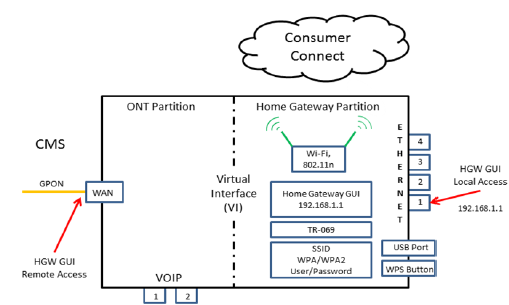 Consumer
Connect
ONT Partition
Home Gateway Partition
CMS
GPON
WAN
HGW GUI
Remote Access
Virtual
Interface
(VI)
Wi-Fi,
802.11n
Home Gateway GUI
192.168.1.1
TR-069
SSID
WPA/WPA2
User/Password
ETHERNET
4
3
2
1
HGW GUI
Local Access
192.168.1.1
USB Port
WPS Button
VOIP
1
2